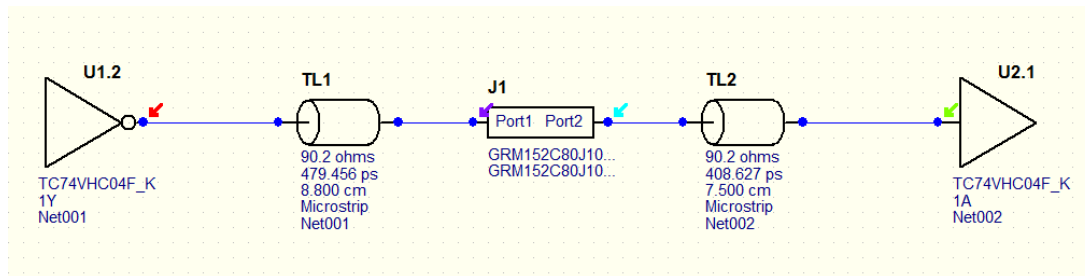 U1.2
TC74VHC04F_K
1Y
Net001
TL1
90.2 ohms
479.456 ps
8.800 cm
Microstrip
Net001
J1
Port1 Port2
GRM152C80J10...
GRM152C80J10...
TL2
90.2 ohms
408.627 ps
7.500 cm
Microstrip
Net002
U2.1
TC74VHC04F_K
1A
Net002